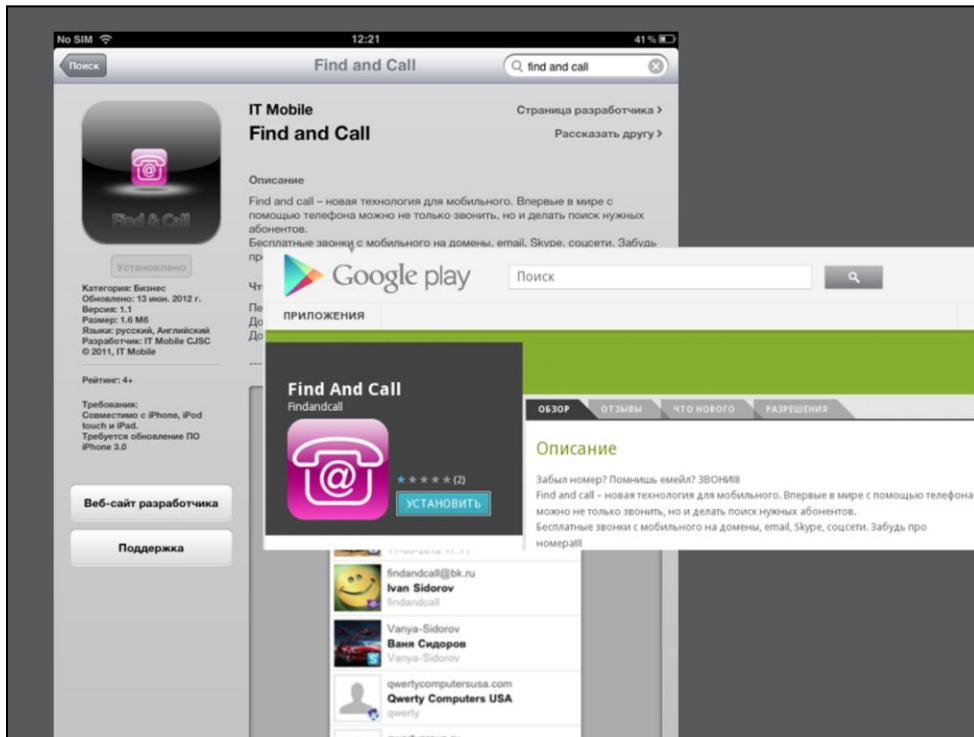 No SIM 12:21 41 %
Поиск Find and Call find and call
IT Mobile Страница разработчика >
Find and Call Рассказать другу >
Find & Call
Установлено
Категория: Бизнес
Обновлено: 13 июн. 2012 г.
Версия: 1.1
Размер: 1.6 Мб
Языки: русский, Английский
Разработчик: IT Mobile CJSC
© 2011, IT Mobile
Рейтинг: 4+
Требования:
Совместимо с iPhone, iPod
touch и iPad.
Требуется обновление ПО
iPhone 3.0
Веб-сайт разработчика
Поддержка
Описание
Find and call – новая технология для мобильного. Впервые в мире с
помощью телефона можно не только звонить, но и делать поиск нужных
абонентов.
Бесплатные звонки с мобильного на домены, email, Skype, соцсети. Забудь
Google play Поиск
ПРИЛОЖЕНИЯ
Find And Call
Findandcall
@
(2)
УСТАНОВИТЬ
ОБЗОР ОТЗЫВЫ ЧТО НОВОГО РАЗРЕШЕНИЯ
Описание
Забыл номер? Помнишь емейл? ЗВОНИ!!!
Find and call – новая технология для мобильного. Впервые в мире с помощью телефона
можно не только звонить, но и делать поиск нужных абонентов.
Бесплатные звонки с мобильного на домены, email, Skype, соцсети. Забудь про
номера!!!
findandcall@bk.ru
Ivan Sidorov
findandcall
Vanya-Sidorov
Ваня Сидоров
Vanya-Sidorov
qwertycomputersusa.com
Qwerty Computers USA
qwerty